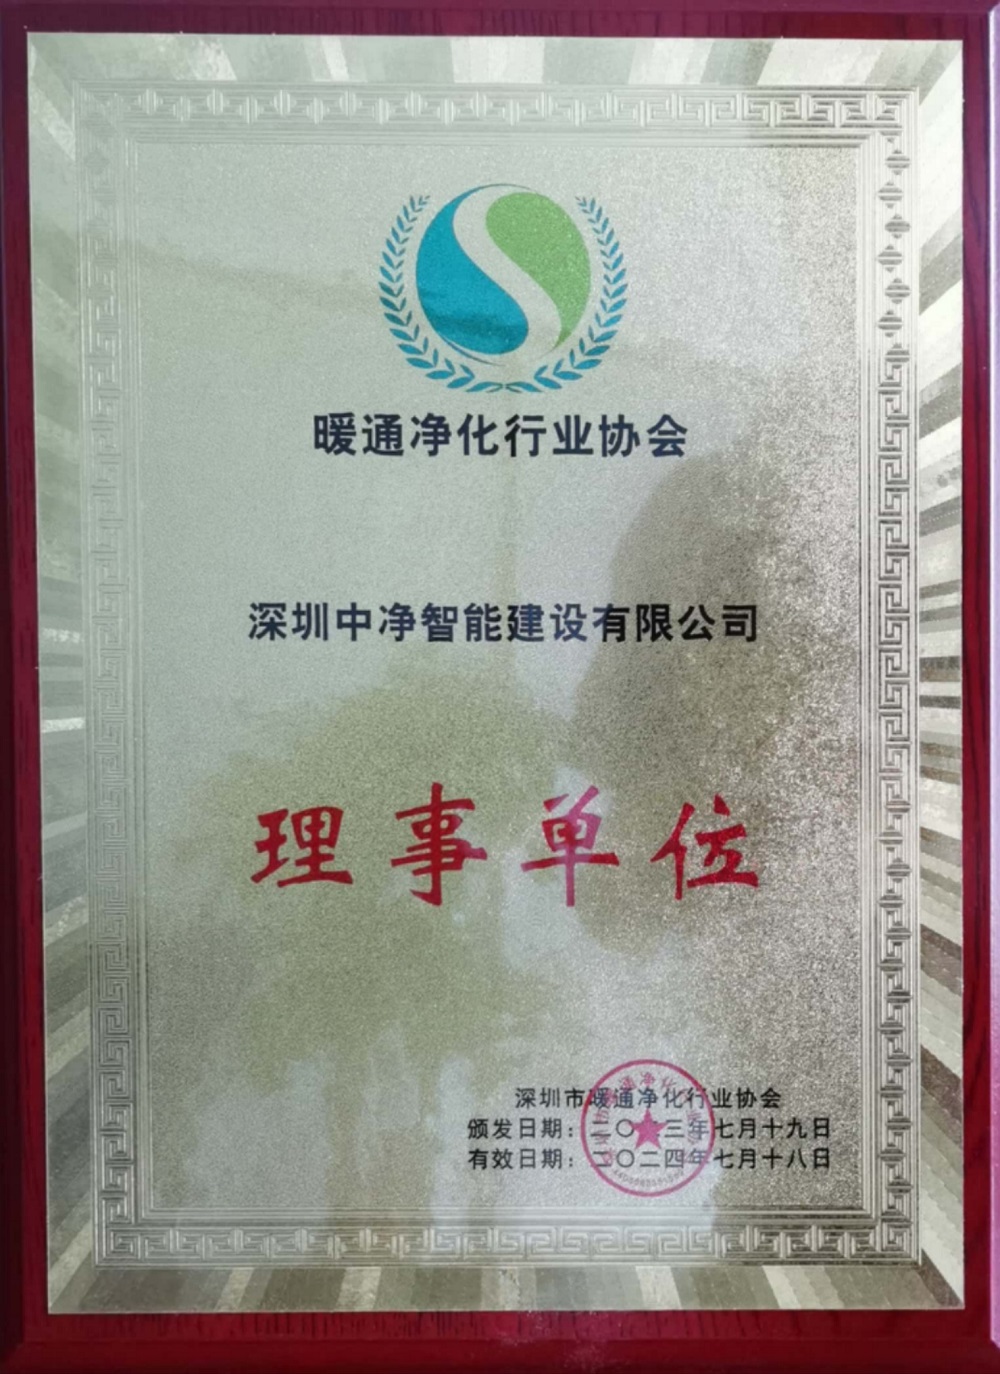 暖通净化行业协会
深圳中净智能建设有限公司
理事单位
深圳市暖通净化行业协会
颁发日期：二〇二三年七月十九日
有效日期：二〇二四年七月十八日